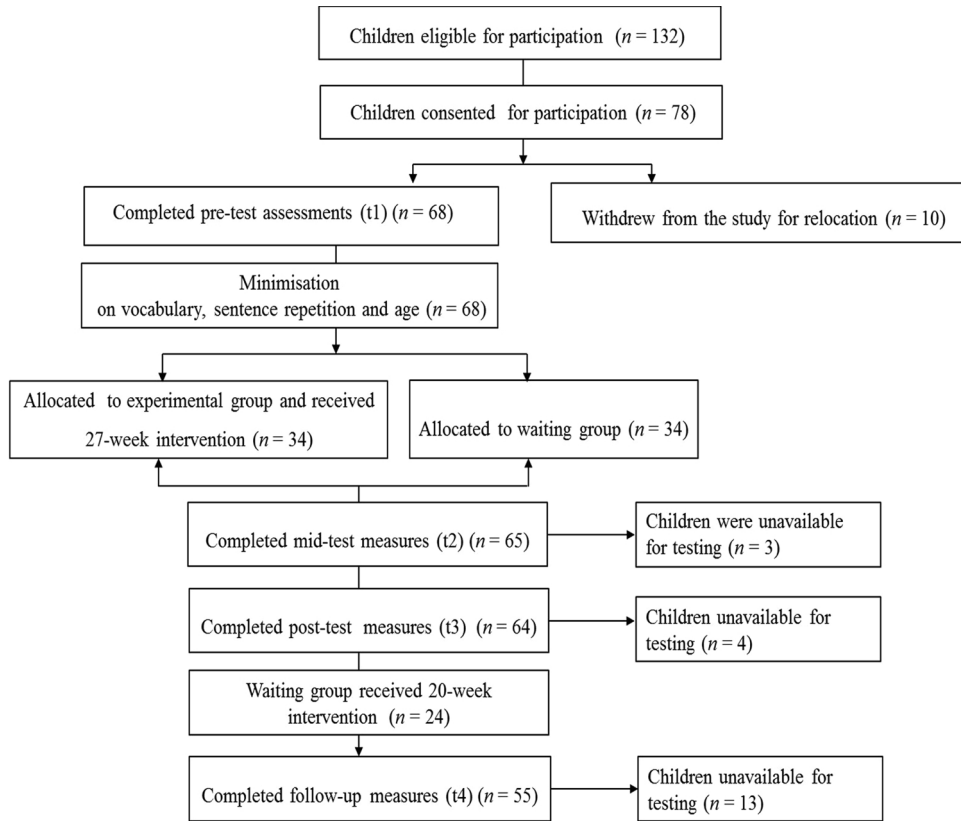 Children eligible for participation (n = 132)
Children consented for participation (n = 78)
Completed pre-test assessments (t1) (n = 68)
Withdrew from the study for relocation (n = 10)
Minimisation
on vocabulary, sentence repetition and age (n = 68)
Allocated to experimental group and received
27-week intervention (n = 34)
Allocated to waiting group (n = 34)
Completed mid-test measures (t2) (n = 65)
Children were unavailable
for testing (n = 3)
Completed post-test measures (t3) (n = 64)
Children unavailable for
testing (n = 4)
Waiting group received 20-week
intervention (n = 24)
Completed follow-up measures (t4) (n = 55)
Children unavailable for
testing (n = 13)